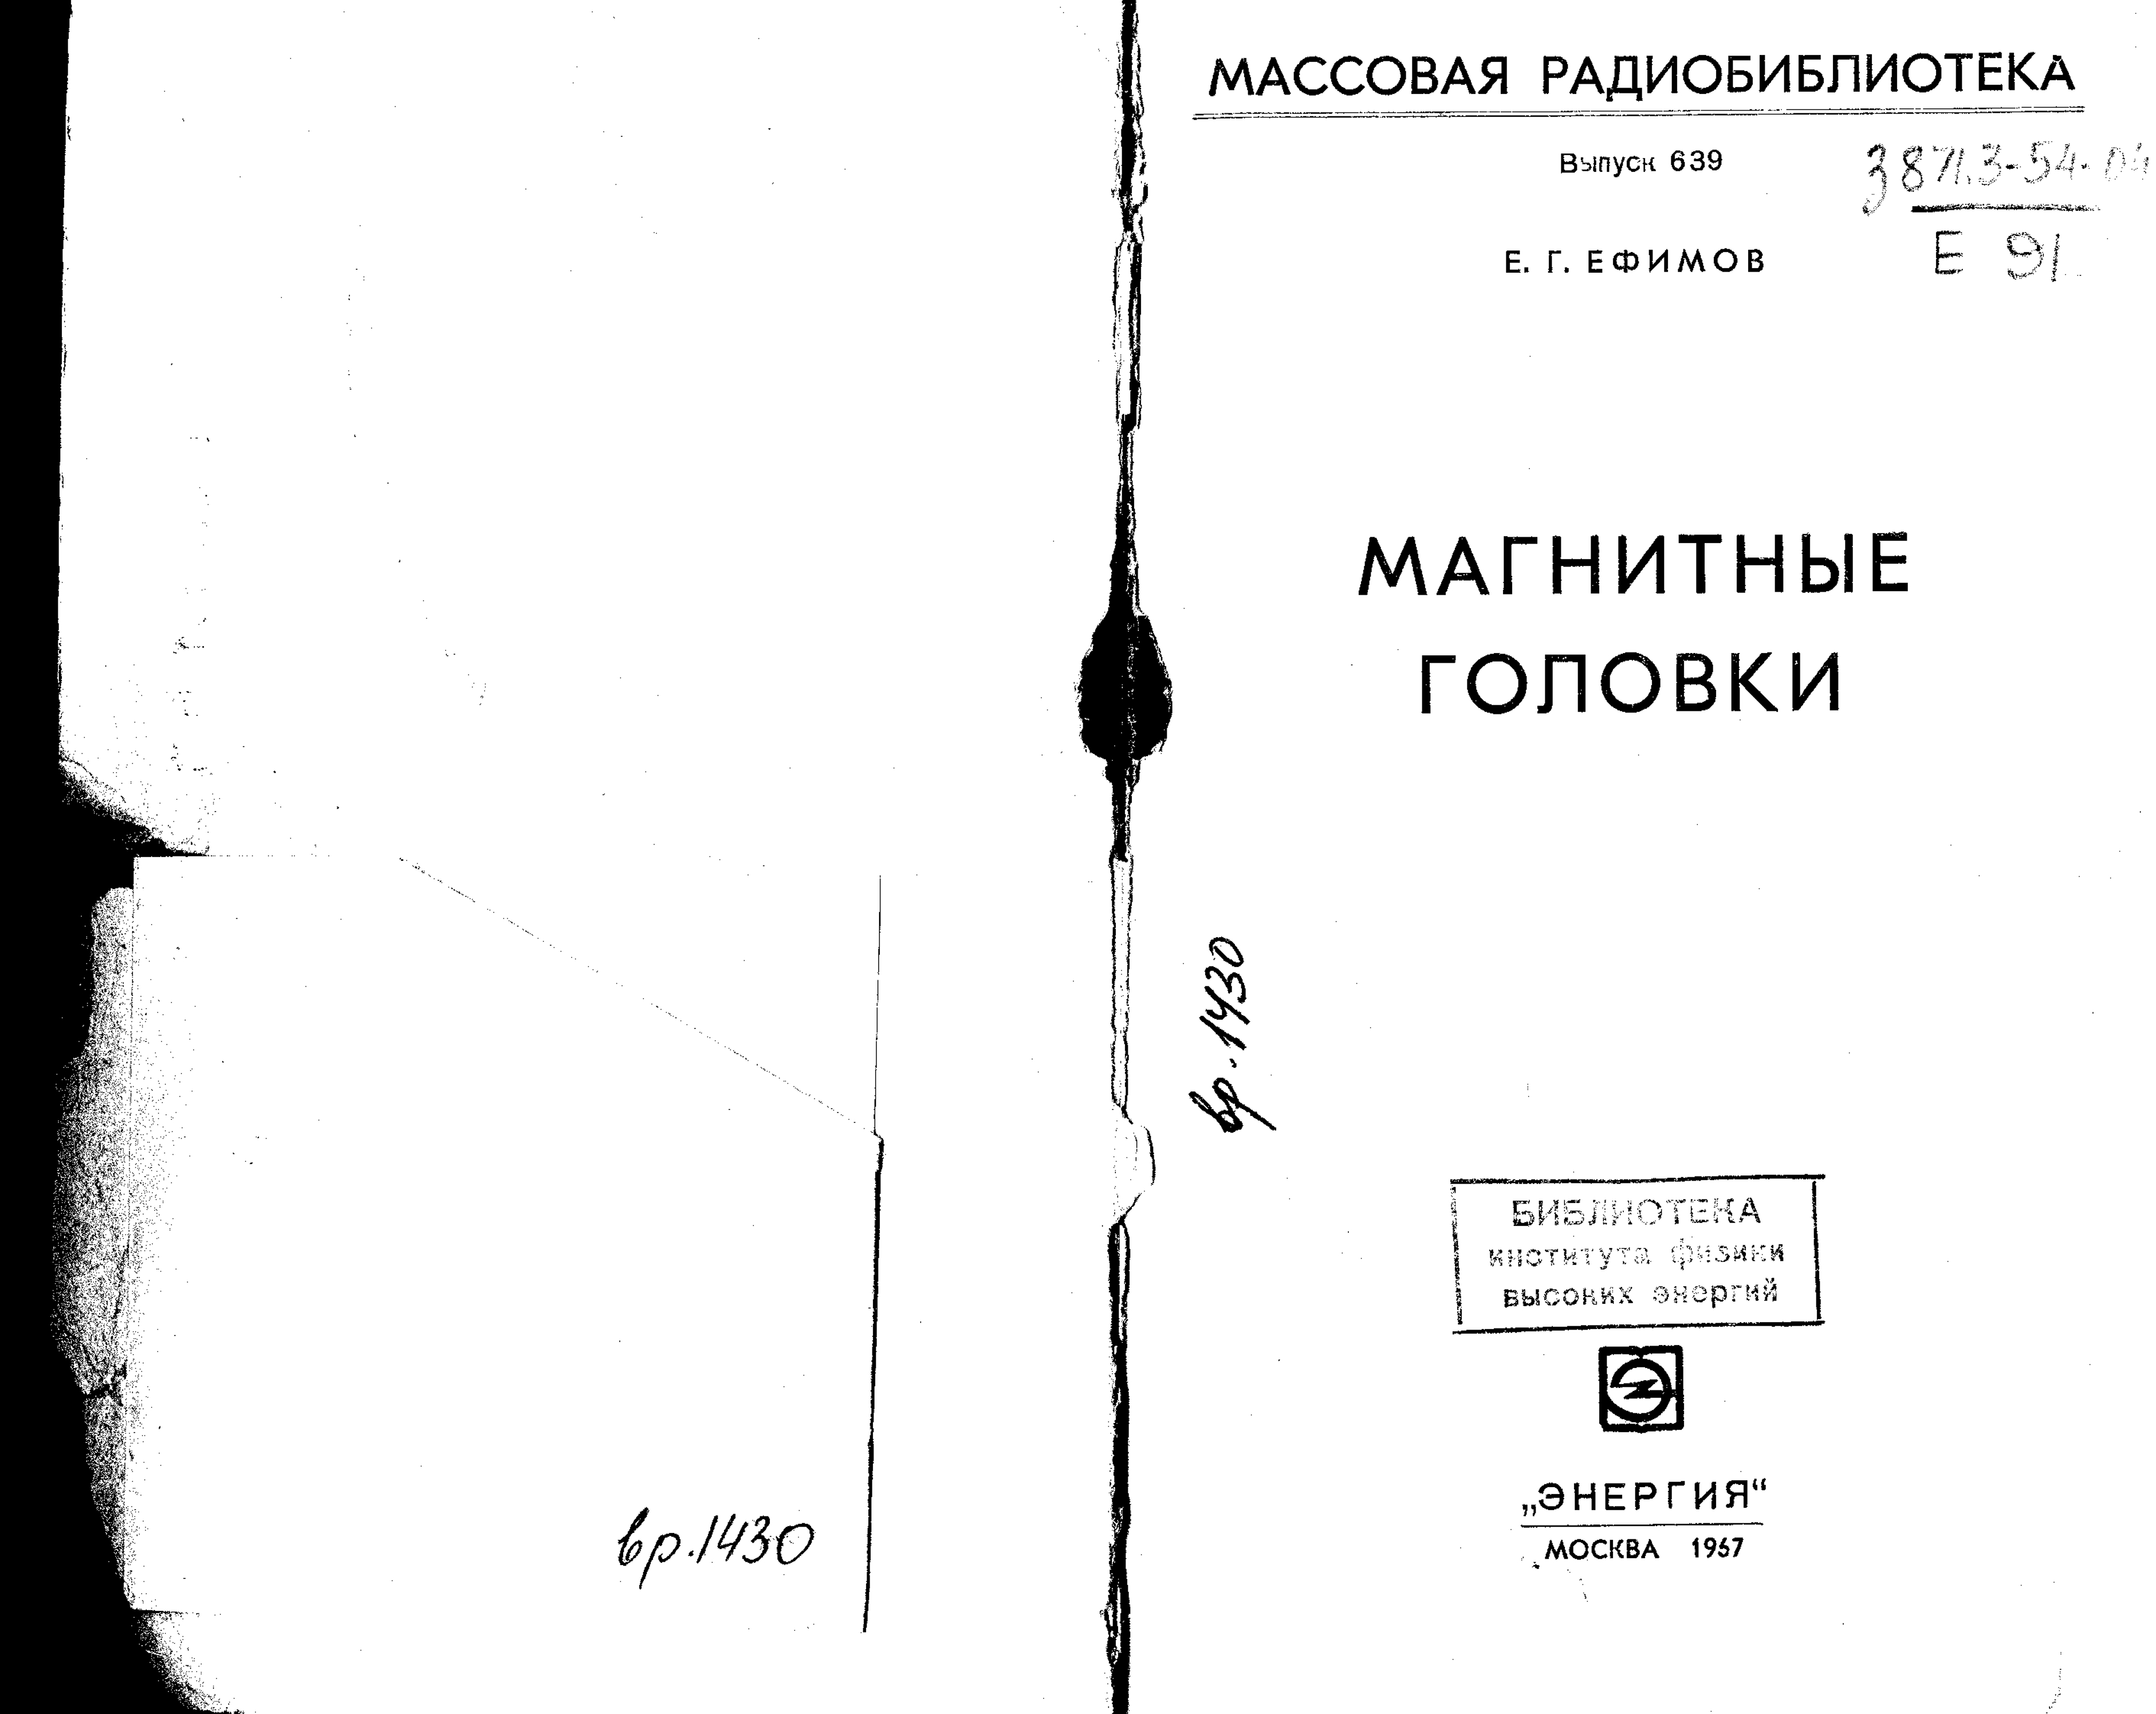 вр.1430
МАССОВАЯ РАДИОБИБЛИОТЕКА
Выпуск 639
З 871.3-54-04
Е 91
Е. Г. ЕФИМОВ
МАГНИТНЫЕ
ГОЛОВКИ
вр.1430
БИБЛИОТЕКА
института физики
высоких энергий
„ЭНЕРГИЯ“
МОСКВА 1967